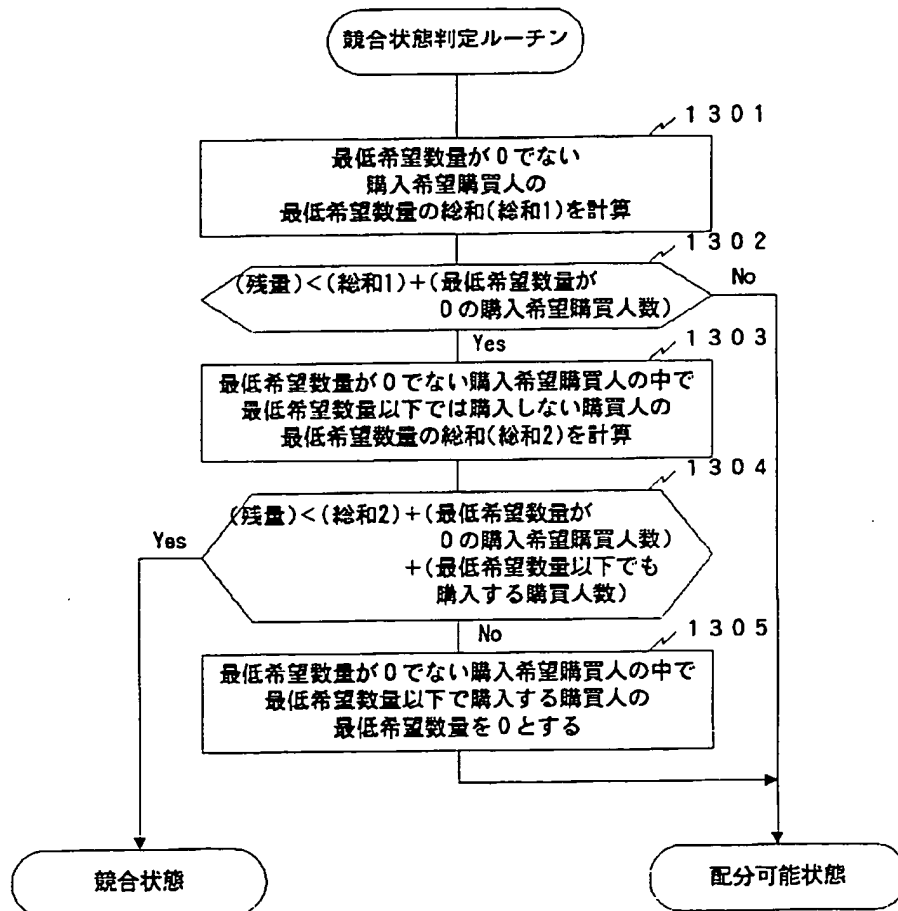 競合状態判定ルーチン
1301
最低希望数量が0でない
購入希望購買人の
最低希望数量の総和(総和1)を計算
1302
(残量)<(総和1)+(最低希望数量が
0の購入希望購買人数)
No
Yes
1303
最低希望数量が0でない購入希望購買人の中で
最低希望数量以下では購入しない購買人の
最低希望数量の総和(総和2)を計算
1304
(残量)<(総和2)+(最低希望数量が
0の購入希望購買人数)
+(最低希望数量以下でも
購入する購買人数)
Yes
No
1305
最低希望数量が0でない購入希望購買人の中で
最低希望数量以下で購入する購買人の
最低希望数量を0とする
競合状態
配分可能状態